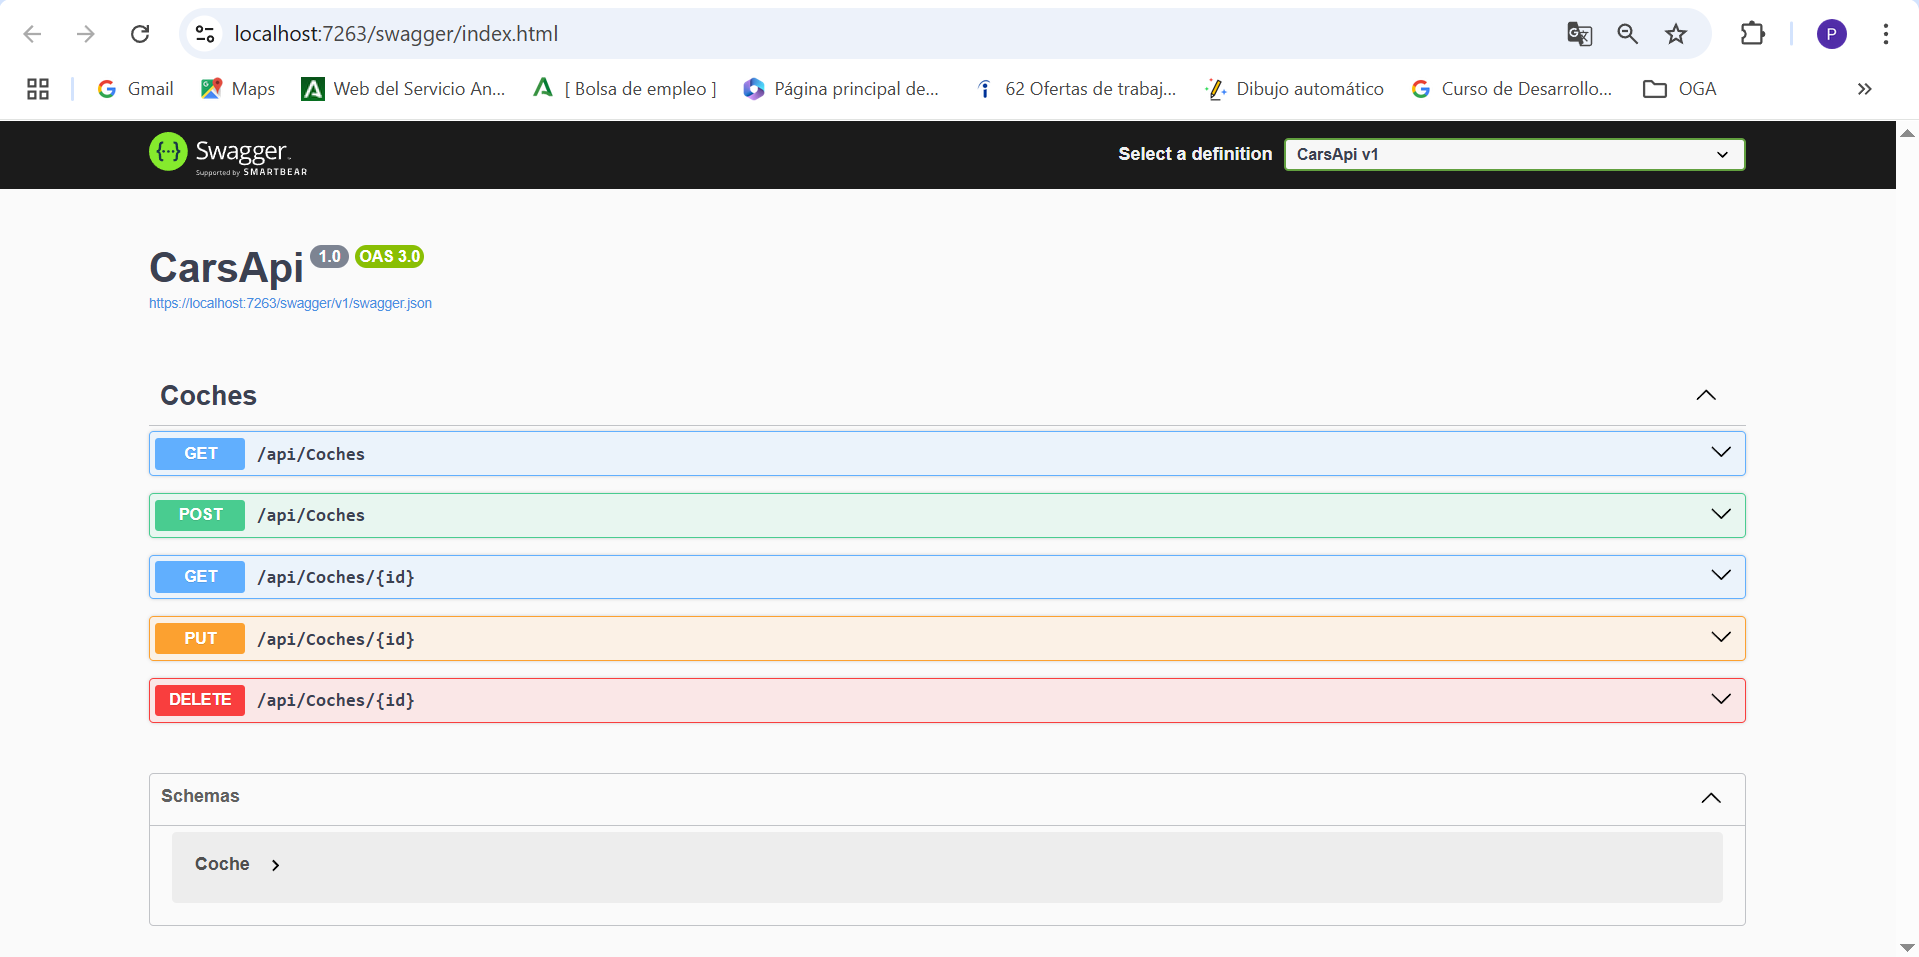 localhost:7263/swagger/index.html
P
Gmail
Maps
Web del Servicio An...
[ Bolsa de empleo ]
Página principal de...
62 Ofertas de trabaj...
Dibujo automático
Curso de Desarrollo...
OGA
Swagger
Supported by SMARTBEAR
Select a definition
CarsApi v1
CarsApi 1.0 OAS 3.0
https://localhost:7263/swagger/v1/swagger.json
Coches
GET /api/Coches
POST /api/Coches
GET /api/Coches/{id}
PUT /api/Coches/{id}
DELETE /api/Coches/{id}
Schemas
Coche